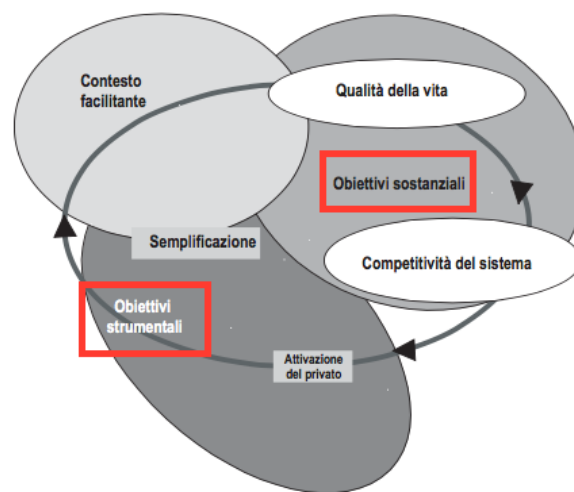 Contesto
facilitante
Qualità della vita
Obiettivi sostanziali
Semplificazione
Competitività del sistema
Obiettivi
strumentali
Attivazione
del privato